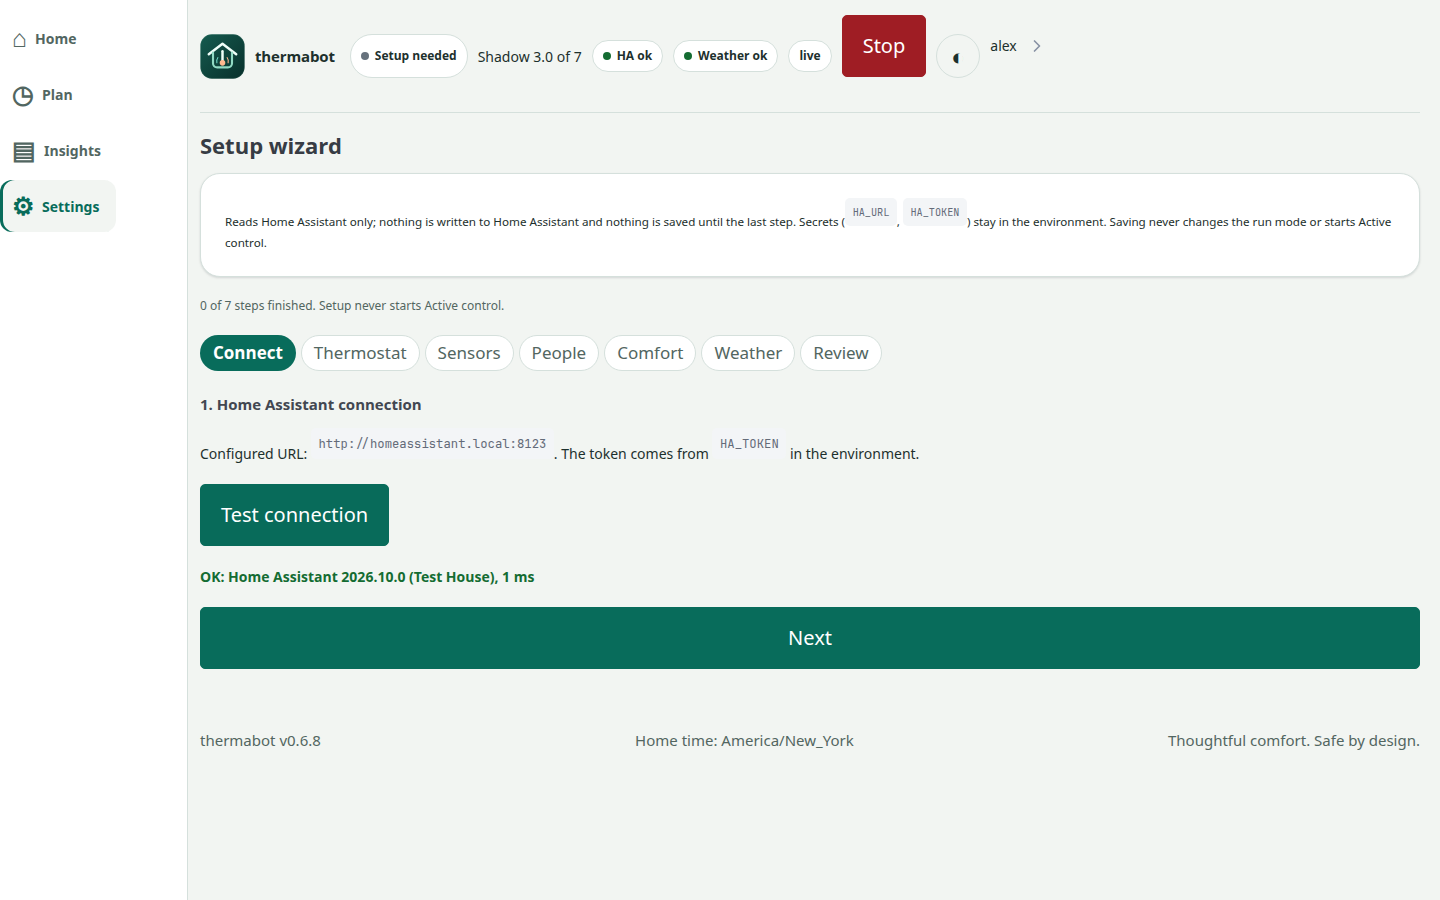 Home
Plan
Insights
Settings
thermabot
Setup needed
Shadow 3.0 of 7
HA ok
Weather ok
live
Stop
alex
Setup wizard
Reads Home Assistant only; nothing is written to Home Assistant and nothing is saved until the last step. Secrets ( HA_URL , HA_TOKEN ) stay in the environment. Saving never changes the run mode or starts Active
control.
0 of 7 steps finished. Setup never starts Active control.
Connect
Thermostat
Sensors
People
Comfort
Weather
Review
1. Home Assistant connection
Configured URL: http://homeassistant.local:8123 . The token comes from HA_TOKEN in the environment.
Test connection
OK: Home Assistant 2026.10.0 (Test House), 1 ms
Next
thermabot v0.6.8
Home time: America/New_York
Thoughtful comfort. Safe by design.